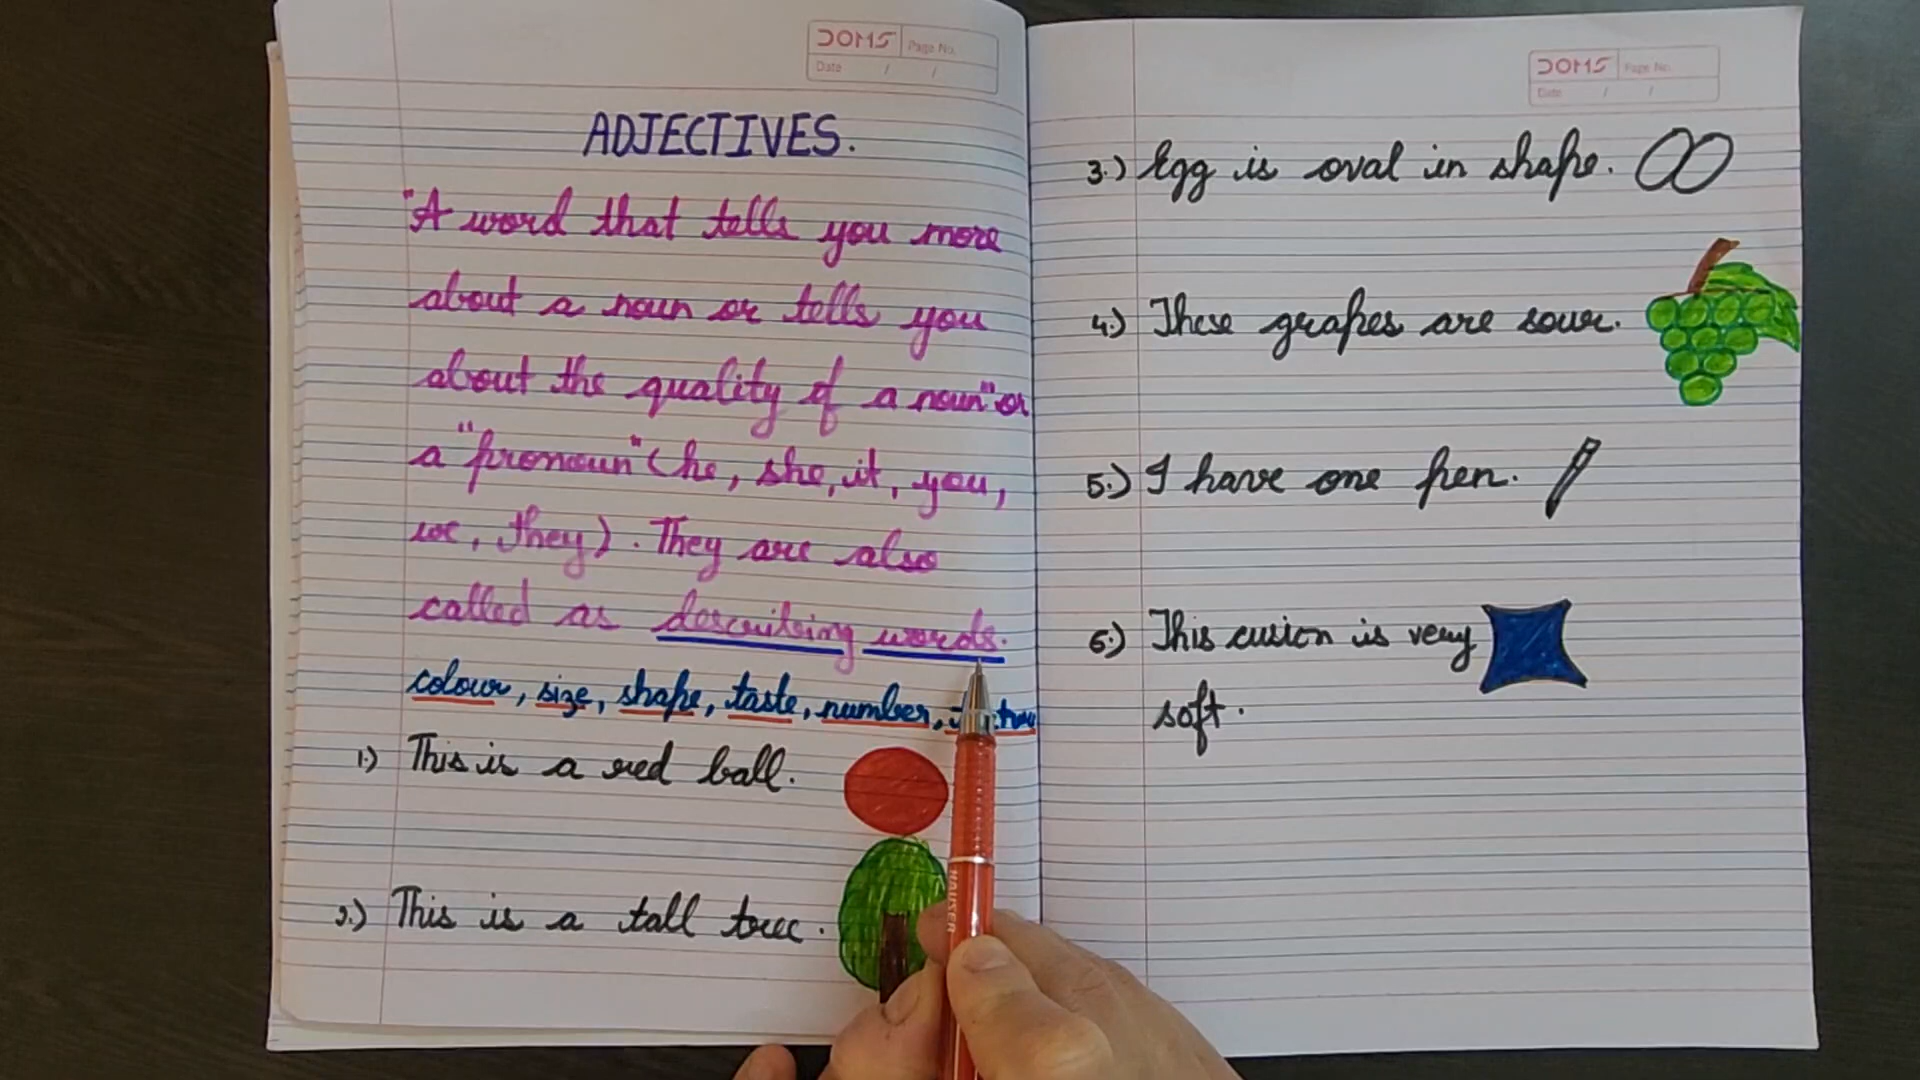 DOMS Page No.
Date / /
ADJECTIVES.
"A word that tells you more
about a noun or tells you
about the quality of a noun" or
a "pronoun" (he, she, it, you,
we, they). They are also
called as describing words.
colour, size, shape, taste, number,
1.) This is a red ball.
2.) This is a tall tree.
DOMS Page No.
Date / /
3.) Egg is oval in shape.
4.) These grapes are sour.
5.) I have one pen.
6.) This cusion is very
soft.
HAUSER